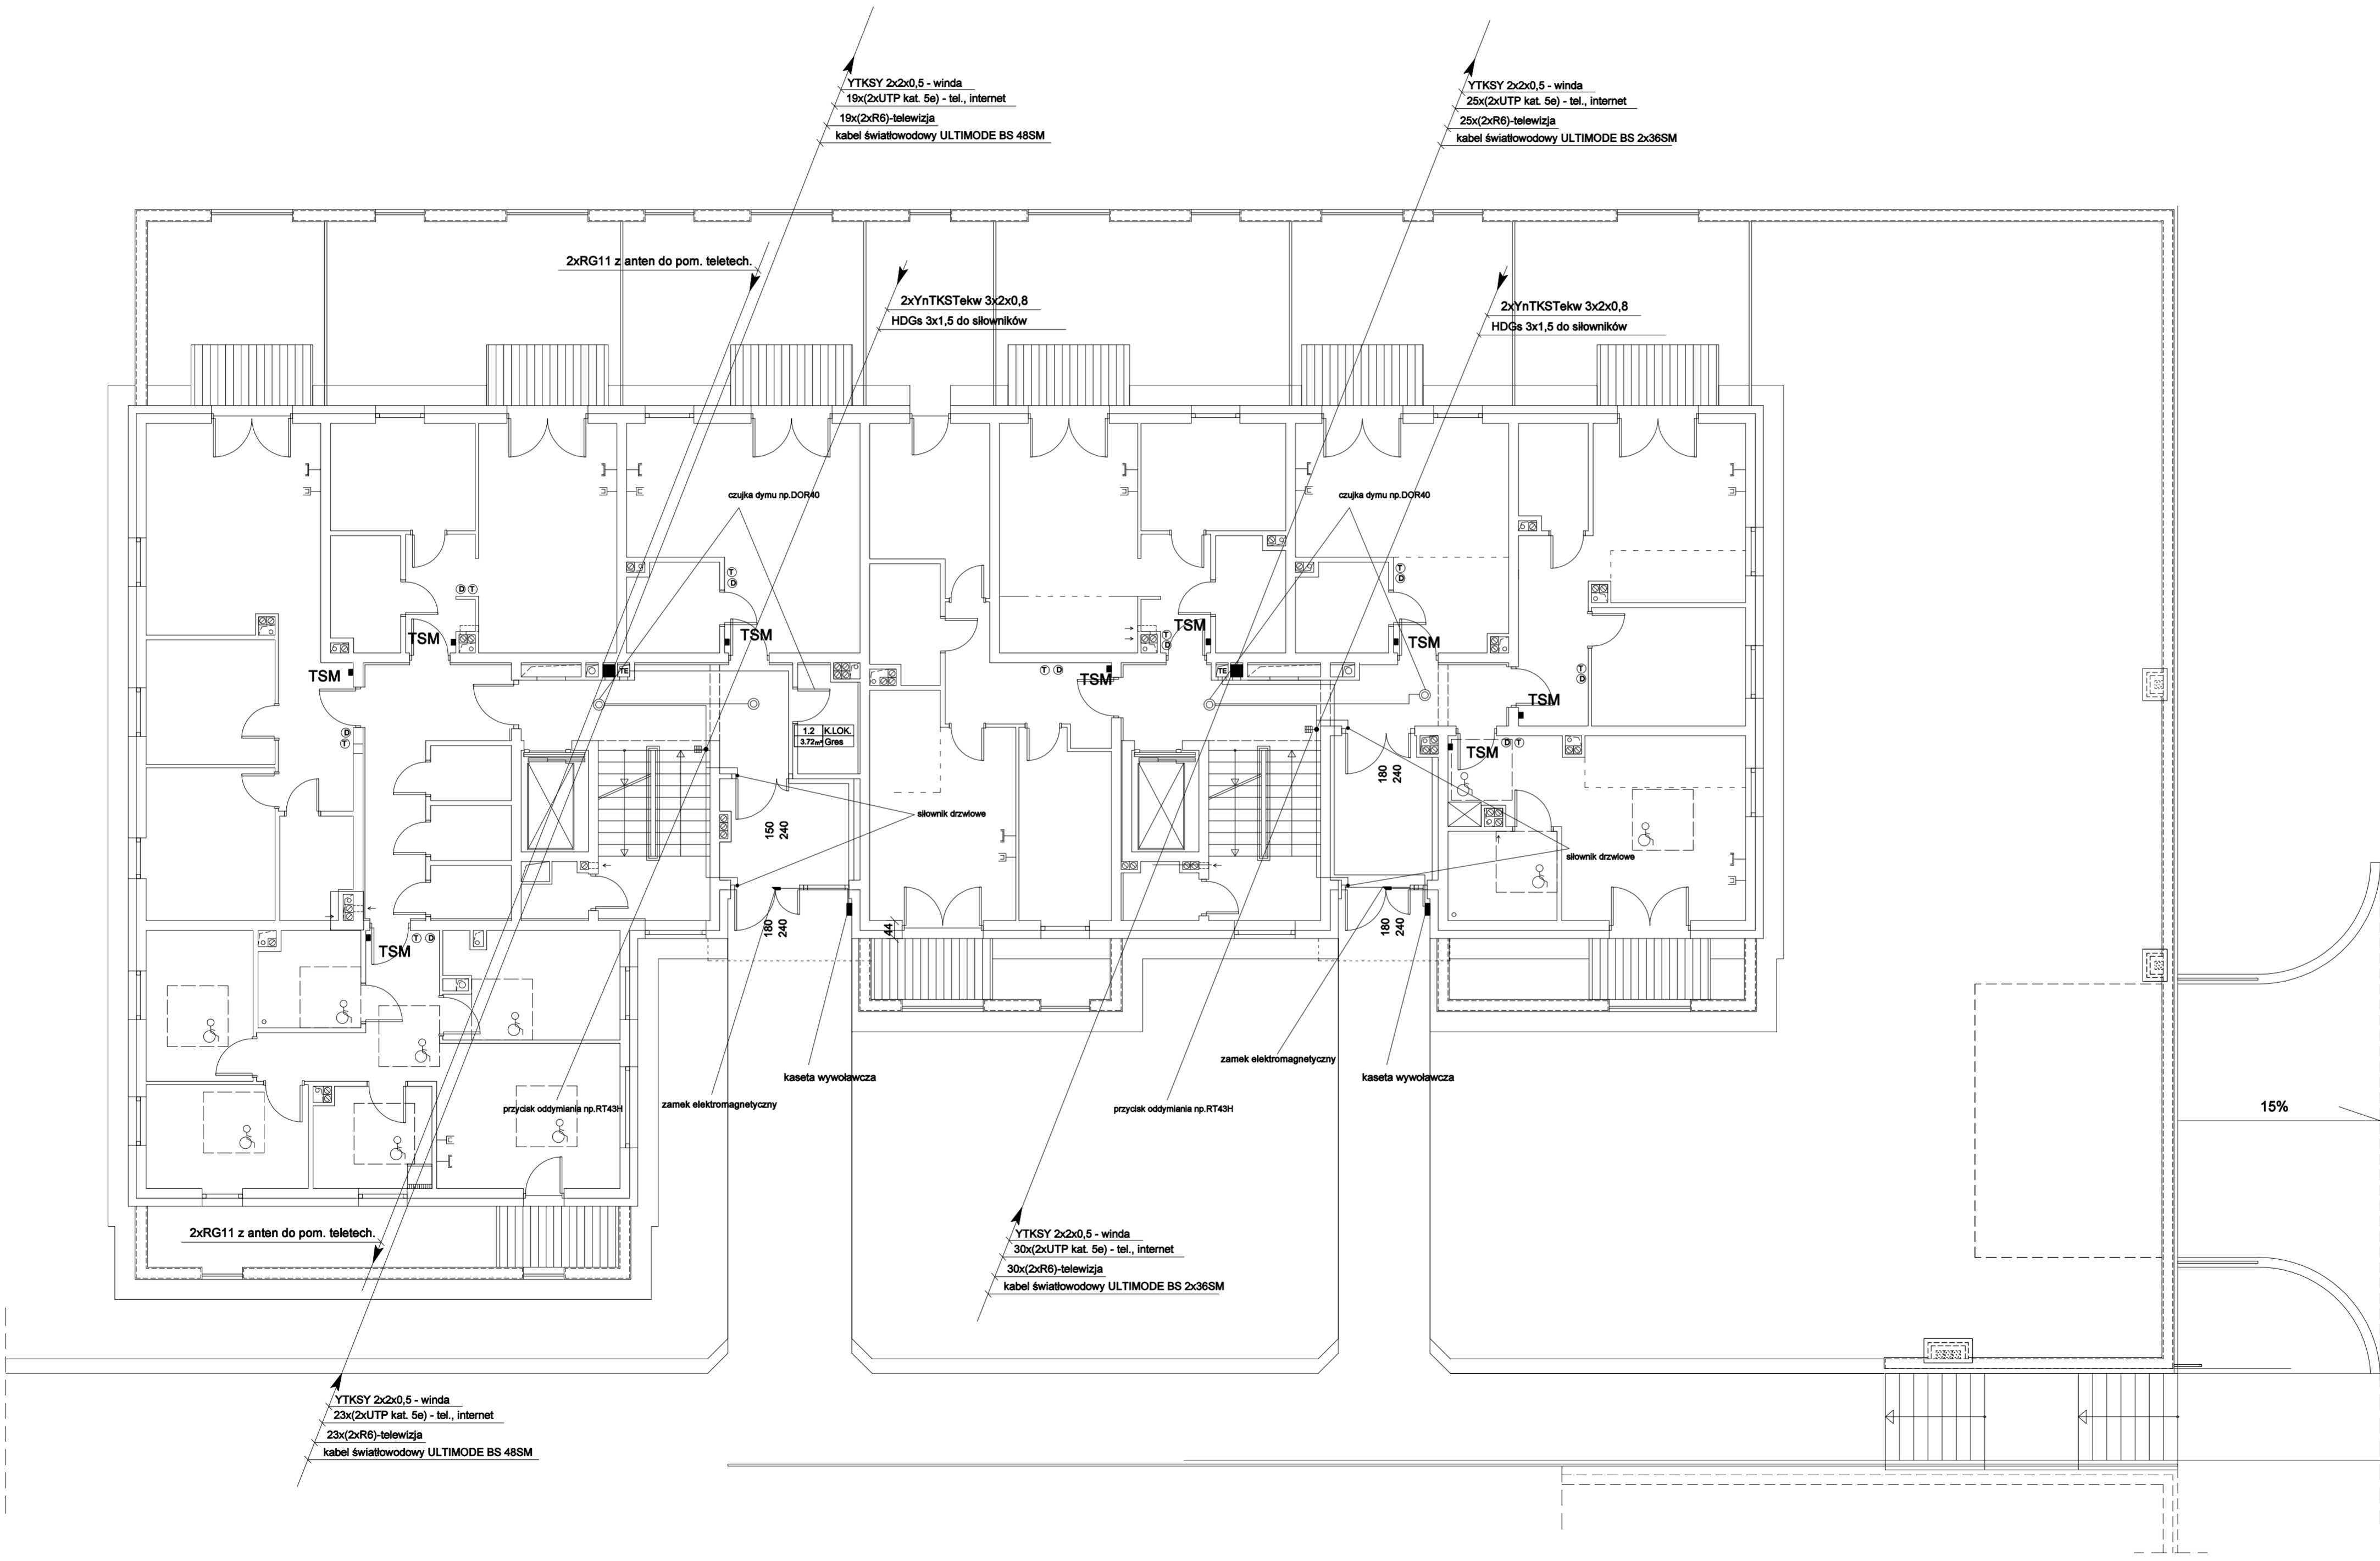 YTKSY 2x2x0,5 - winda
19x(2xUTP kat. 5e) - tel., internet
19x(2xR6)-telewizja
kabel światłowodowy ULTIMODE BS 48SM
YTKSY 2x2x0,5 - winda
25x(2xUTP kat. 5e) - tel., internet
25x(2xR6)-telewizja
kabel światłowodowy ULTIMODE BS 2x36SM
2xRG11 z anten do pom. teletech.
2xYnTKSTekw 3x2x0,8
HDGs 3x1,5 do siłowników
2xYnTKSTekw 3x2x0,8
HDGs 3x1,5 do siłowników
czujka dymu np.DOR40
czujka dymu np.DOR40
T
D
D T
T
D
TSM
TSM
TSM
TSM
T
D
T
D
TSM
TE
T D
TSM
TE
T
D
TSM
1.2 K.LOK.
3.72m² Gres
D
T
TSM
D T
180
240
150
240
siłownik drzwiowe
siłownik drzwiowe
180
240
44
180
240
TSM
T D
zamek elektromagnetyczny
kaseta wywoławcza
kaseta wywoławcza
przycisk oddymiania np.RT43H
zamek elektromagnetyczny
przycisk oddymiania np.RT43H
15%
2xRG11 z anten do pom. teletech.
YTKSY 2x2x0,5 - winda
30x(2xUTP kat. 5e) - tel., internet
30x(2xR6)-telewizja
kabel światłowodowy ULTIMODE BS 2x36SM
YTKSY 2x2x0,5 - winda
23x(2xUTP kat. 5e) - tel., internet
23x(2xR6)-telewizja
kabel światłowodowy ULTIMODE BS 48SM